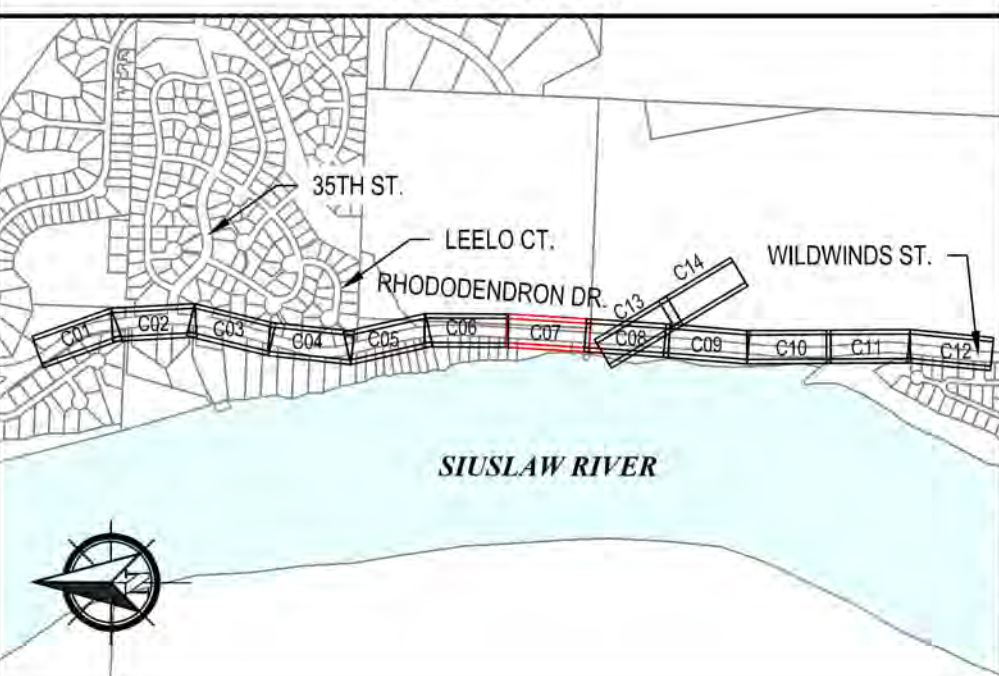 35TH ST.
LEELO CT.
RHODODENDRON DR.
WILDWINDS ST.
C01
C02
C03
C04
C05
C06
C07
C08
C09
C10
C11
C12
C13
C14
SIUSLAW RIVER
N